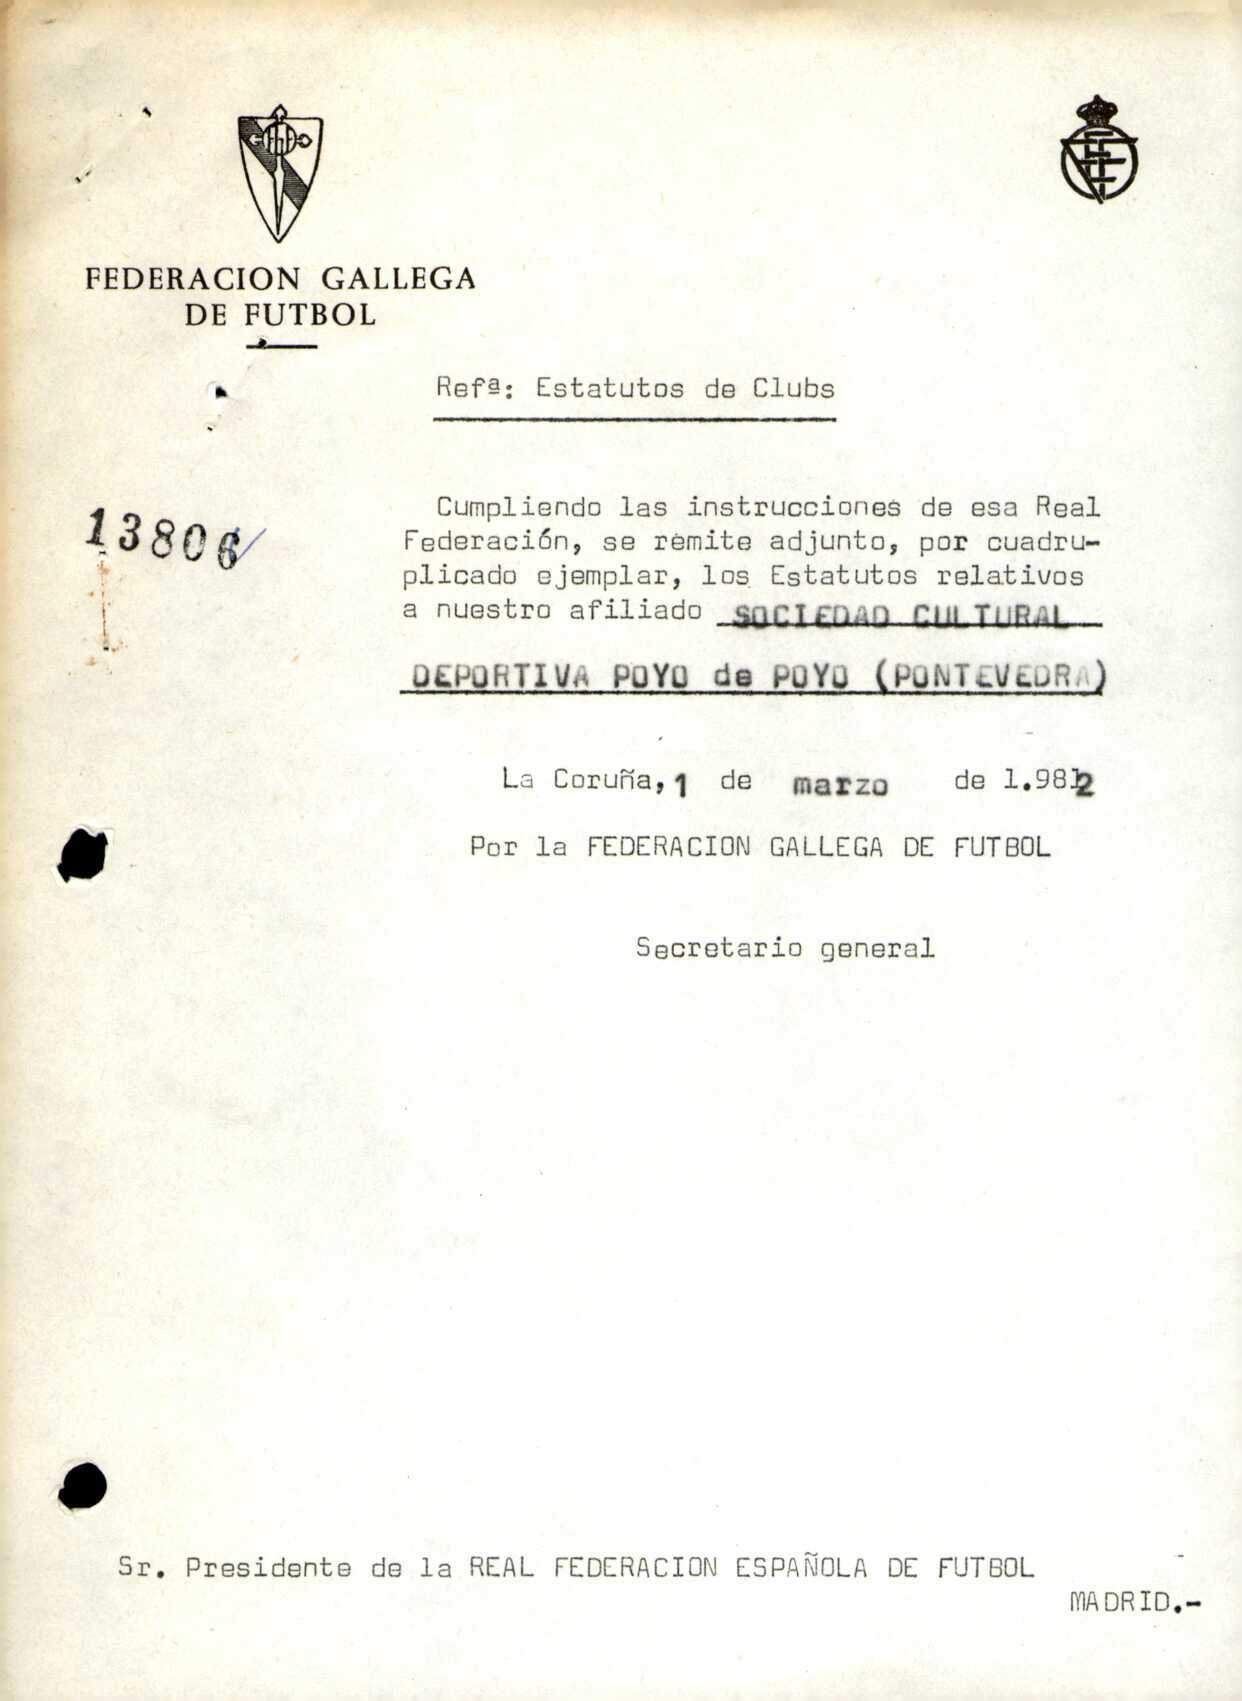 FEDERACION GALLEGA
DE FUTBOL
Refª: Estatutos de Clubs
13806
Cumpliendo las instrucciones de esa Real
Federación, se remite adjunto, por cuadru-
plicado ejemplar, los Estatutos relativos
a nuestro afiliado SOCIEDAD CULTURAL
DEPORTIVA POYO de POYO (PONTEVEDRA)
La Coruña, 1 de marzo de 1.982
Por la FEDERACION GALLEGA DE FUTBOL
Secretario general
Sr. Presidente de la REAL FEDERACION ESPAÑOLA DE FUTBOL
MADRID.-